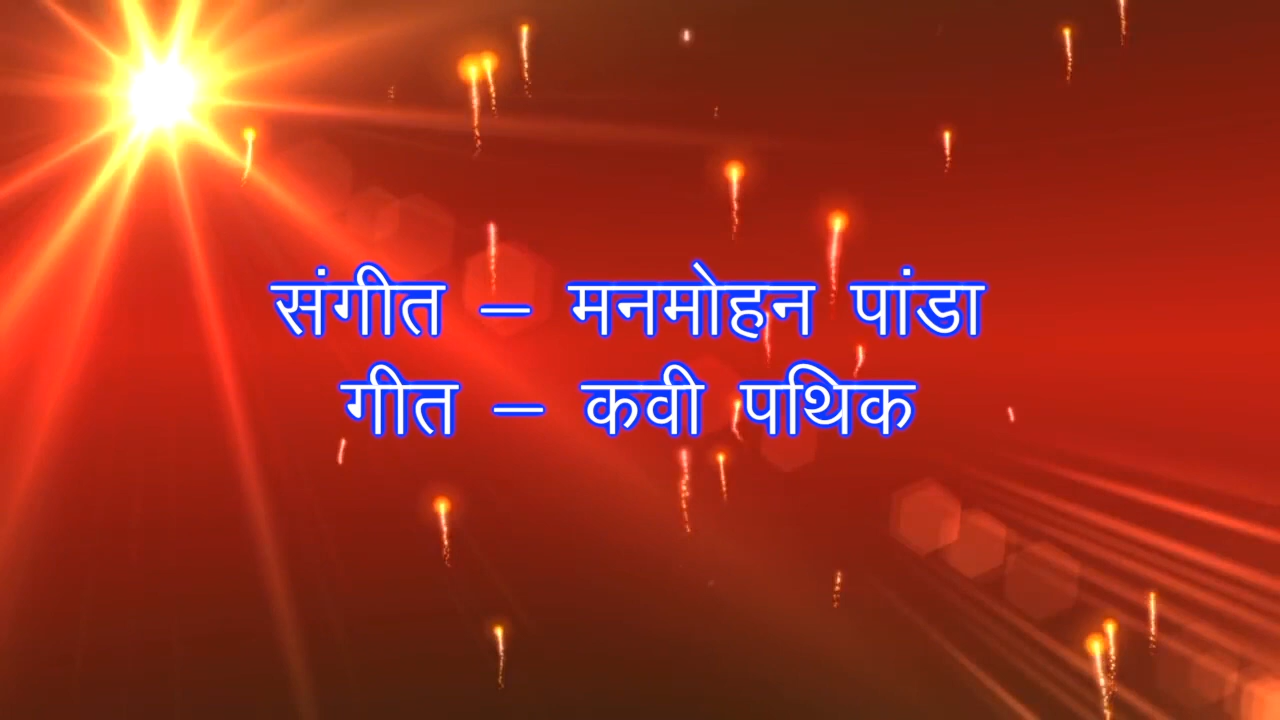 संगीत – मनमोहन पांडा
गीत – कवी पथिक